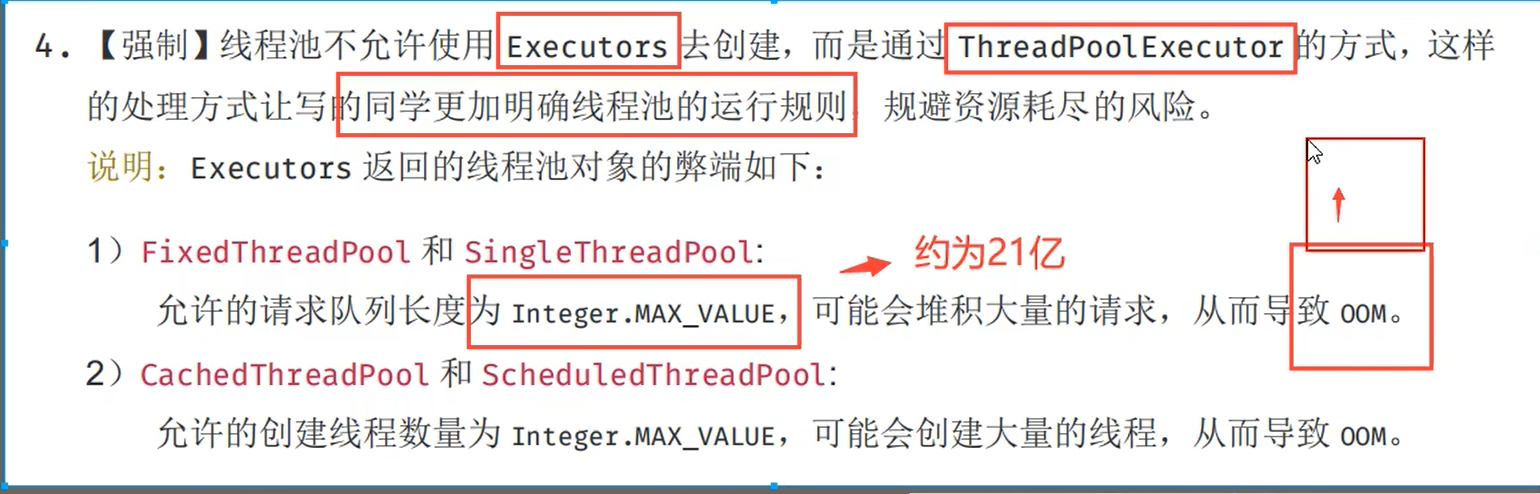 4.【强制】线程池不允许使用 Executors 去创建，而是通过 ThreadPoolExecutor 的方式，这样
的处理方式让写的同学更加明确线程池的运行规则，规避资源耗尽的风险。
说明：Executors 返回的线程池对象的弊端如下：
1）FixedThreadPool 和 SingleThreadPool:
约为21亿
允许的请求队列长度为 Integer.MAX_VALUE，可能会堆积大量的请求，从而导致 OOM。
2）CachedThreadPool 和 ScheduledThreadPool:
允许的创建线程数量为 Integer.MAX_VALUE，可能会创建大量的线程，从而导致 OOM。